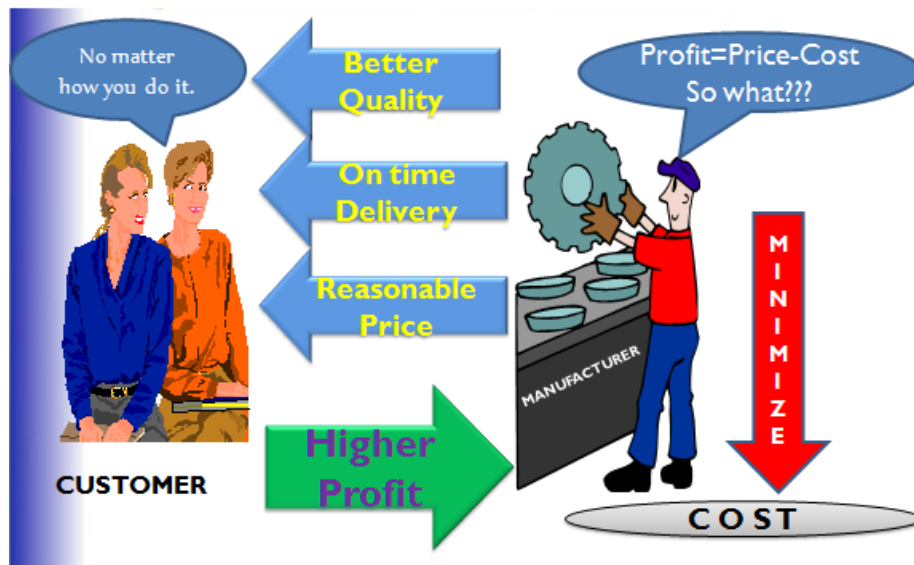 No matter
how you do it.
Better
Quality
Profit=Price-Cost
So what???
On time
Delivery
Reasonable
Price
MANUFACTURER
MINIMIZE
Higher
Profit
CUSTOMER
COST